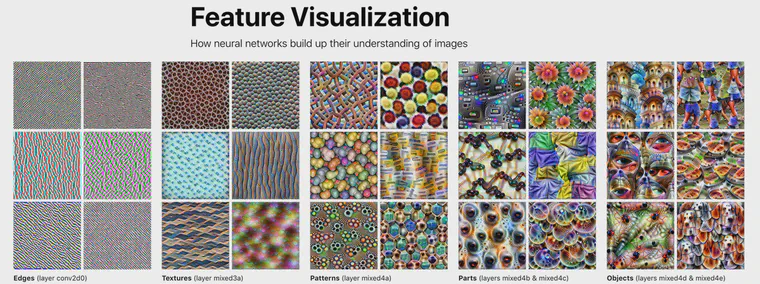 Feature Visualization
How neural networks build up their understanding of images
Edges (layer conv2d0)
Textures (layer mixed3a)
Patterns (layer mixed4a)
Parts (layers mixed4b & mixed4c)
Objects (layers mixed4d & mixed4e)